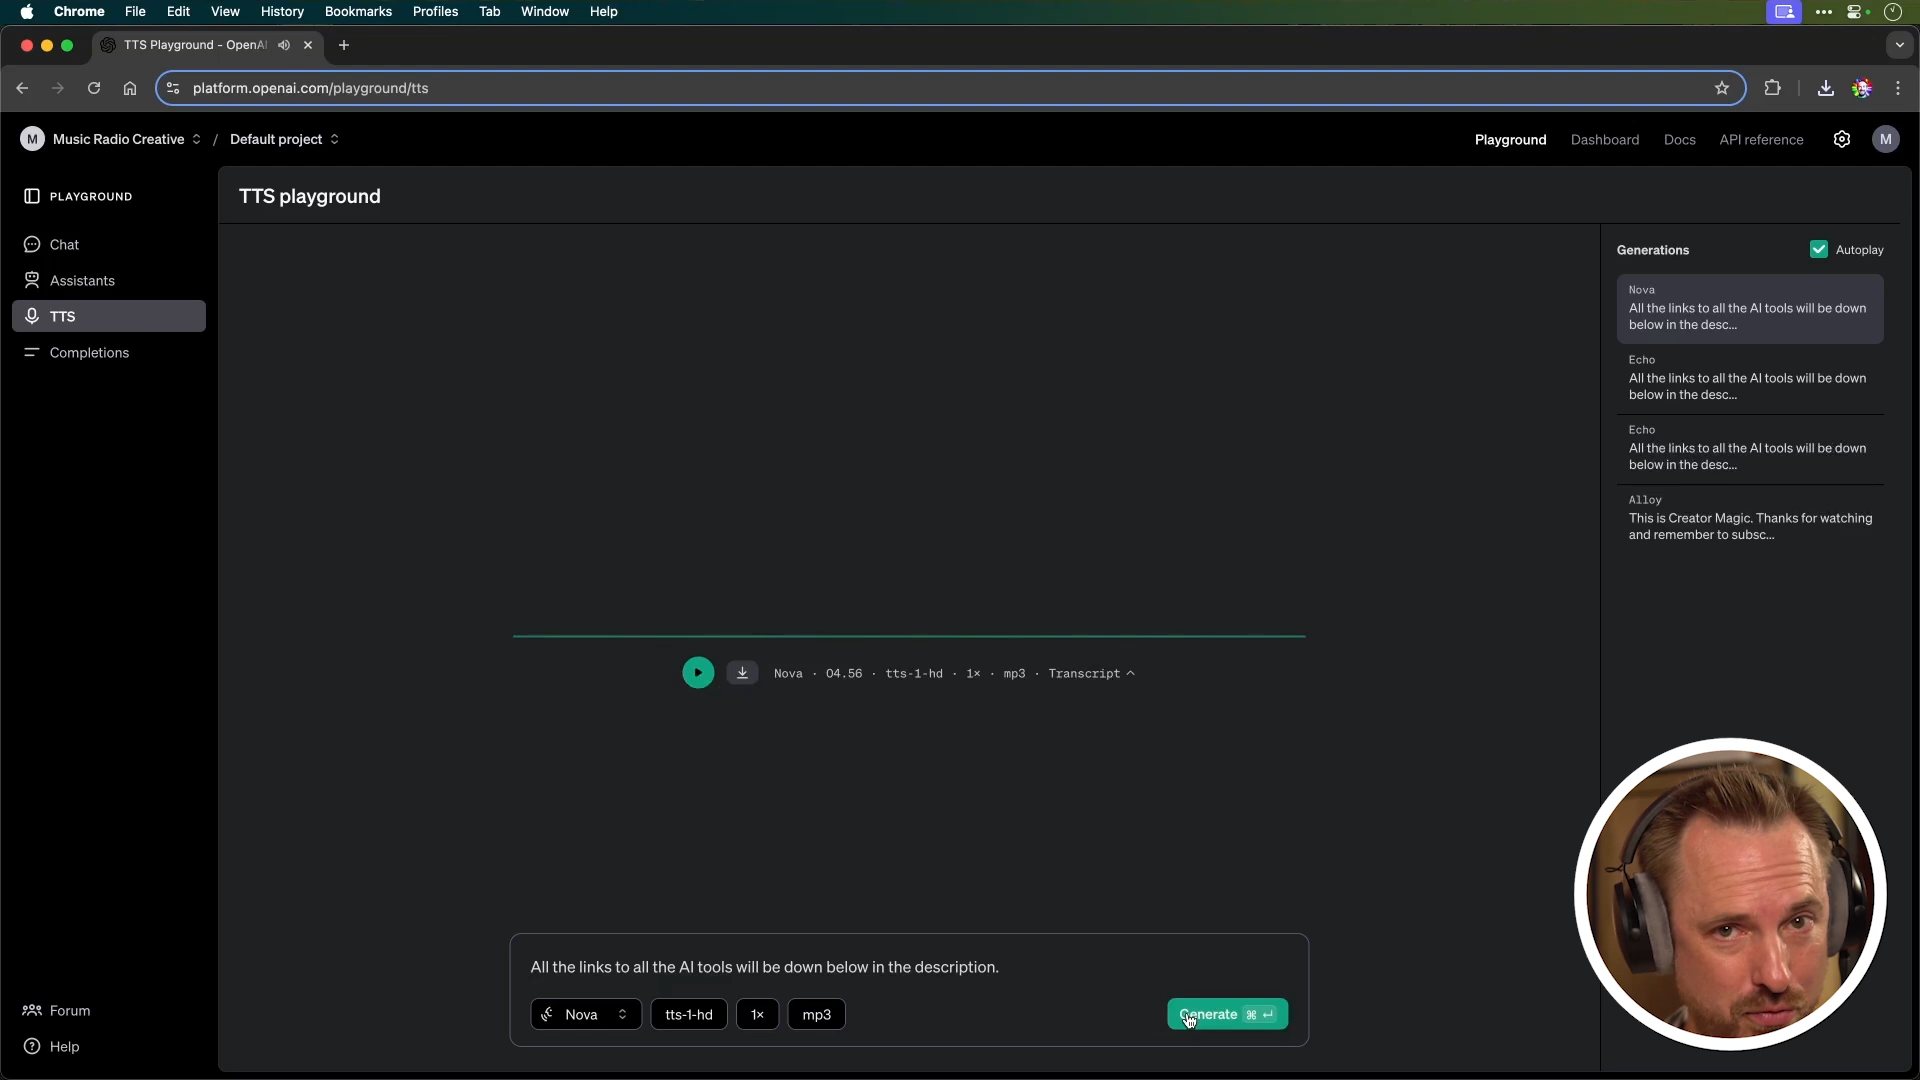 Chrome File Edit View History Bookmarks Profiles Tab Window Help
TTS Playground - OpenAI
platform.openai.com/playground/tts
M Music Radio Creative / Default project
Playground Dashboard Docs API reference M
PLAYGROUND
Chat
Assistants
TTS
Completions
Forum
Help
TTS playground
Nova · 04.56 · tts-1-hd · 1× · mp3 · Transcript
All the links to all the AI tools will be down below in the description.
Nova tts-1-hd 1× mp3 Generate ⌘ ↵
Generations Autoplay
Nova
All the links to all the AI tools will be down
below in the desc...
Echo
All the links to all the AI tools will be down
below in the desc...
Echo
All the links to all the AI tools will be down
below in the desc...
Alloy
This is Creator Magic. Thanks for watching
and remember to subsc...